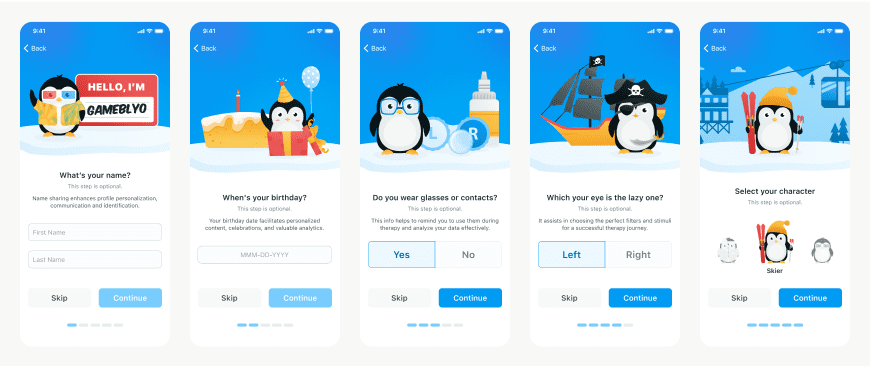 9:41
Back
HELLO, I'M
GAMEBLYO
What's your name?
This step is optional.
Name sharing enhances profile personalization,
communication and identification.
First Name
Last Name
Skip
Continue
9:41
Back
When's your birthday?
This step is optional.
Your birthday date facilitates personalized
content, celebrations, and valuable analytics.
MMM-DD-YYYY
Skip
Continue
9:41
Back
L
R
Do you wear glasses or contacts?
This step is optional.
This info helps to remind you to use them during
therapy and analyze your data effectively.
Yes
No
Skip
Continue
9:41
Back
Which your eye is the lazy one?
This step is optional.
It assists in choosing the perfect filters and stimuli
for a successful therapy journey.
Left
Right
Skip
Continue
9:41
Back
Select your character
This step is optional.
Skier
Skip
Continue